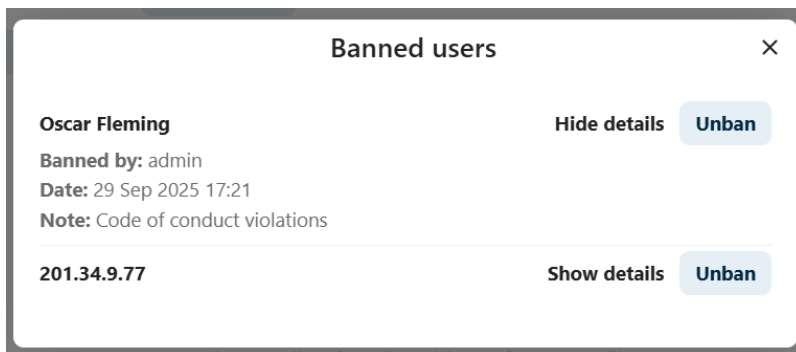 Banned users
Oscar Fleming Hide details Unban
Banned by: admin
Date: 29 Sep 2025 17:21
Note: Code of conduct violations
201.34.9.77 Show details Unban